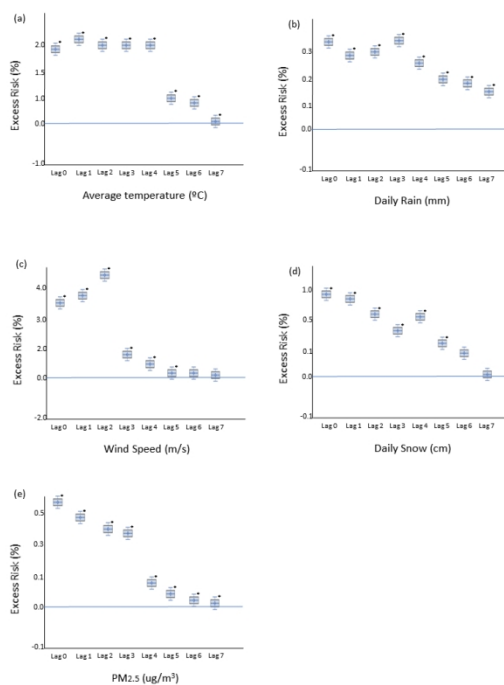 (a)
Excess Risk (%)
2.0
1.5
1.0
0.0
-1.0
Lag 0 Lag 1 Lag 2 Lag 3 Lag 4 Lag 5 Lag 6 Lag 7
Average temperature (ºC)
(b)
Excess Risk (%)
0.3
0.2
0.1
0.0
-0.1
Lag 0 Lag 1 Lag 2 Lag 3 Lag 4 Lag 5 Lag 6 Lag 7
Daily Rain (mm)
(c)
Excess Risk (%)
4.0
3.0
2.0
0.0
-2.0
Lag 0 Lag 1 Lag 2 Lag 3 Lag 4 Lag 5 Lag 6 Lag 7
Wind Speed (m/s)
(d)
Excess Risk (%)
1.0
0.5
0.1
0.0
-0.1
Lag 0 Lag 1 Lag 2 Lag 3 Lag 4 Lag 5 Lag 6 Lag 7
Daily Snow (cm)
(e)
Excess Risk (%)
0.5
0.3
0.1
0.0
-0.1
Lag 0 Lag 1 Lag 2 Lag 3 Lag 4 Lag 5 Lag 6 Lag 7
PM2.5 (ug/m³)